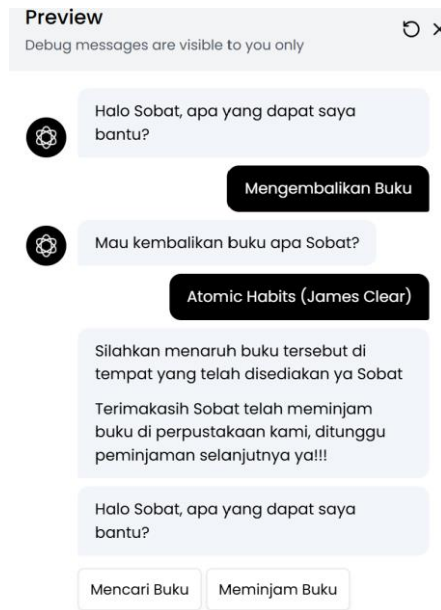 Preview
Debug messages are visible to you only
Halo Sobat, apa yang dapat saya
bantu?
Mengembalikan Buku
Mau kembalikan buku apa Sobat?
Atomic Habits (James Clear)
Silahkan menaruh buku tersebut di
tempat yang telah disediakan ya Sobat
Terimakasih Sobat telah meminjam
buku di perpustakaan kami, ditunggu
peminjaman selanjutnya ya!!!
Halo Sobat, apa yang dapat saya
bantu?
Mencari Buku Meminjam Buku